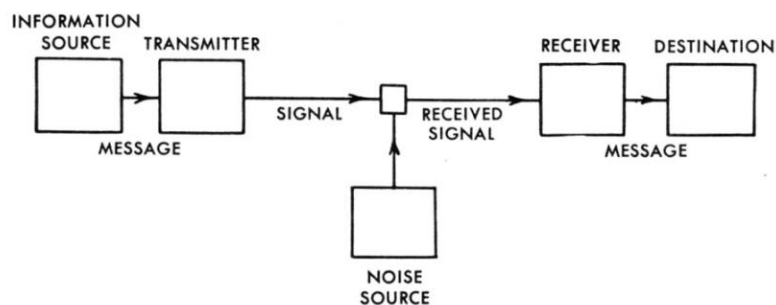 INFORMATION
SOURCE
TRANSMITTER
RECEIVER
DESTINATION
SIGNAL
RECEIVED
SIGNAL
MESSAGE
MESSAGE
NOISE
SOURCE